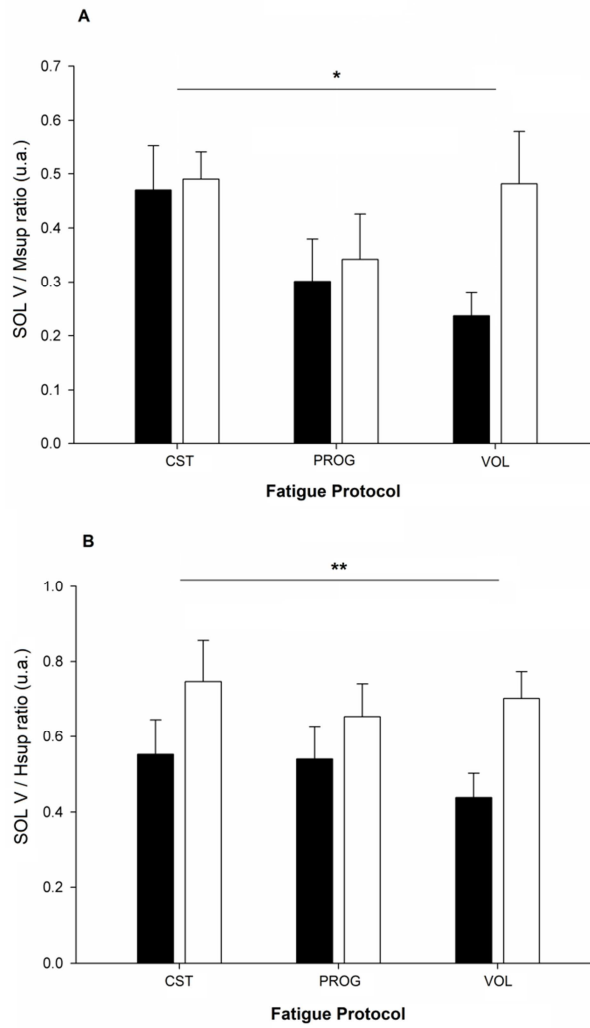 A
*
0.7
0.6
0.5
0.4
0.3
0.2
0.1
0.0
SOL V / Msup ratio (u.a.)
CST PROG VOL
Fatigue Protocol
B
**
1.0
0.8
0.6
0.4
0.2
0.0
SOL V / Hsup ratio (u.a.)
CST PROG VOL
Fatigue Protocol